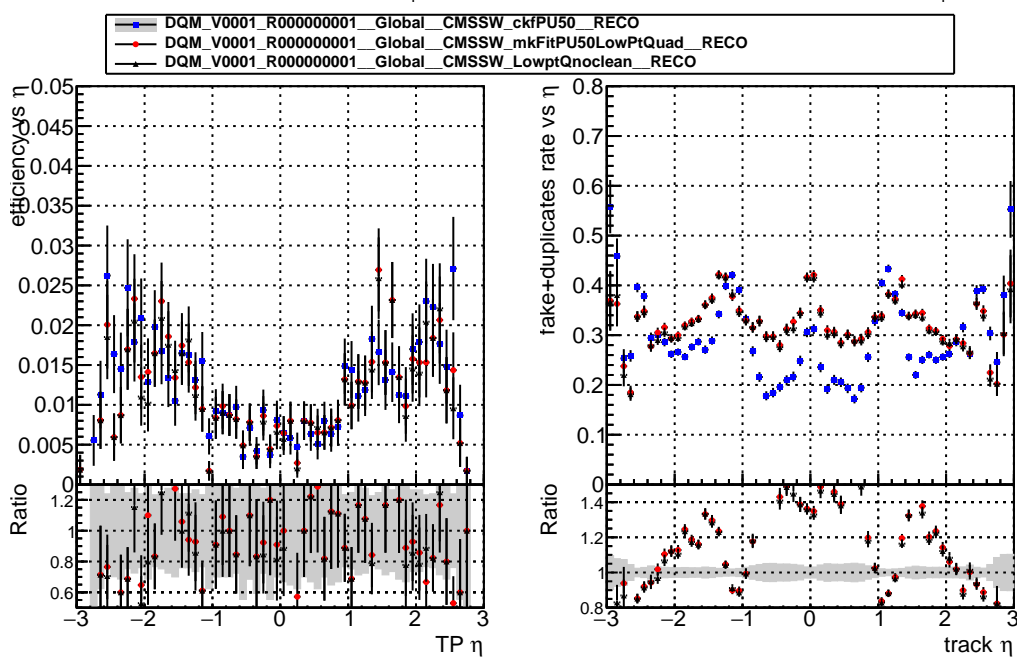 DQM_V0001_R000000001__Global__CMSSW_ckfPU50__RECO
DQM_V0001_R000000001__Global__CMSSW_mkFitPU50LowPtQuad__RECO
DQM_V0001_R000000001__Global__CMSSW_LowptQnoclean__RECO
efficiency vs η
0.05
0.045
0.04
0.035
0.03
0.025
0.02
0.015
0.01
0.005
0
Ratio
1.2
1
0.8
0.6
−3 −2 −1 0 1 2 3
TP η
fake+duplicates rate vs η
0.8
0.7
0.6
0.5
0.4
0.3
0.2
0.1
0
Ratio
1.4
1.2
1
0.8
−3 −2 −1 0 1 2 3
track η